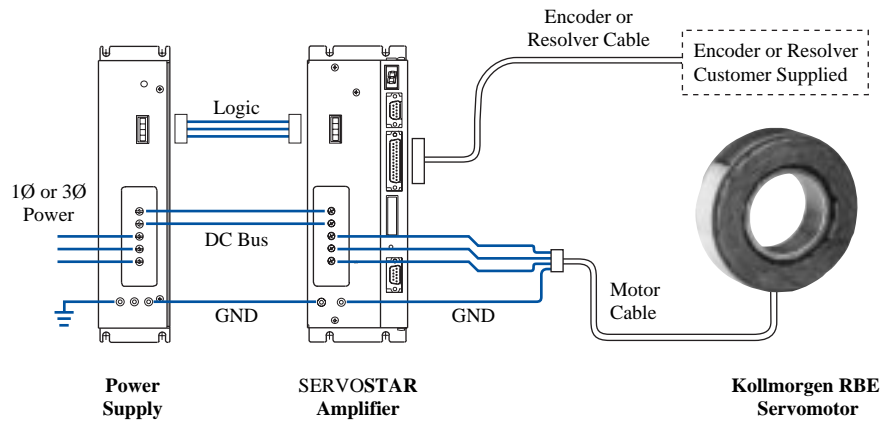 Encoder or
Resolver Cable
Encoder or Resolver
Customer Supplied
Logic
1Ø or 3Ø
Power
DC Bus
GND
GND
Motor
Cable
Power
Supply
SERVOSTAR
Amplifier
Kollmorgen RBE
Servomotor